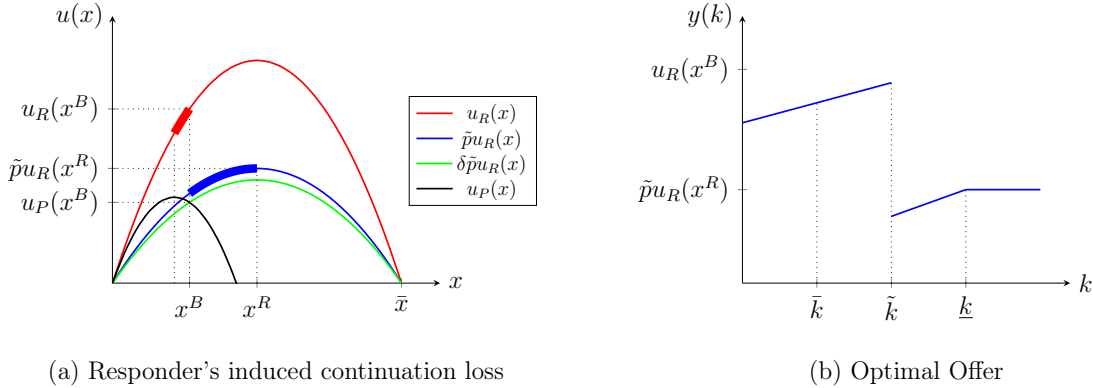 u(x)
u_R(x^B)
p̃u_R(x^R)
u_P(x^B)
x^B
x^R
x̄
x
u_R(x)
p̃u_R(x)
δp̃u_R(x)
u_P(x)
(a) Responder's induced continuation loss
y(k)
u_R(x^B)
p̃u_R(x^R)
k̄
k̃
k̲
k
(b) Optimal Offer